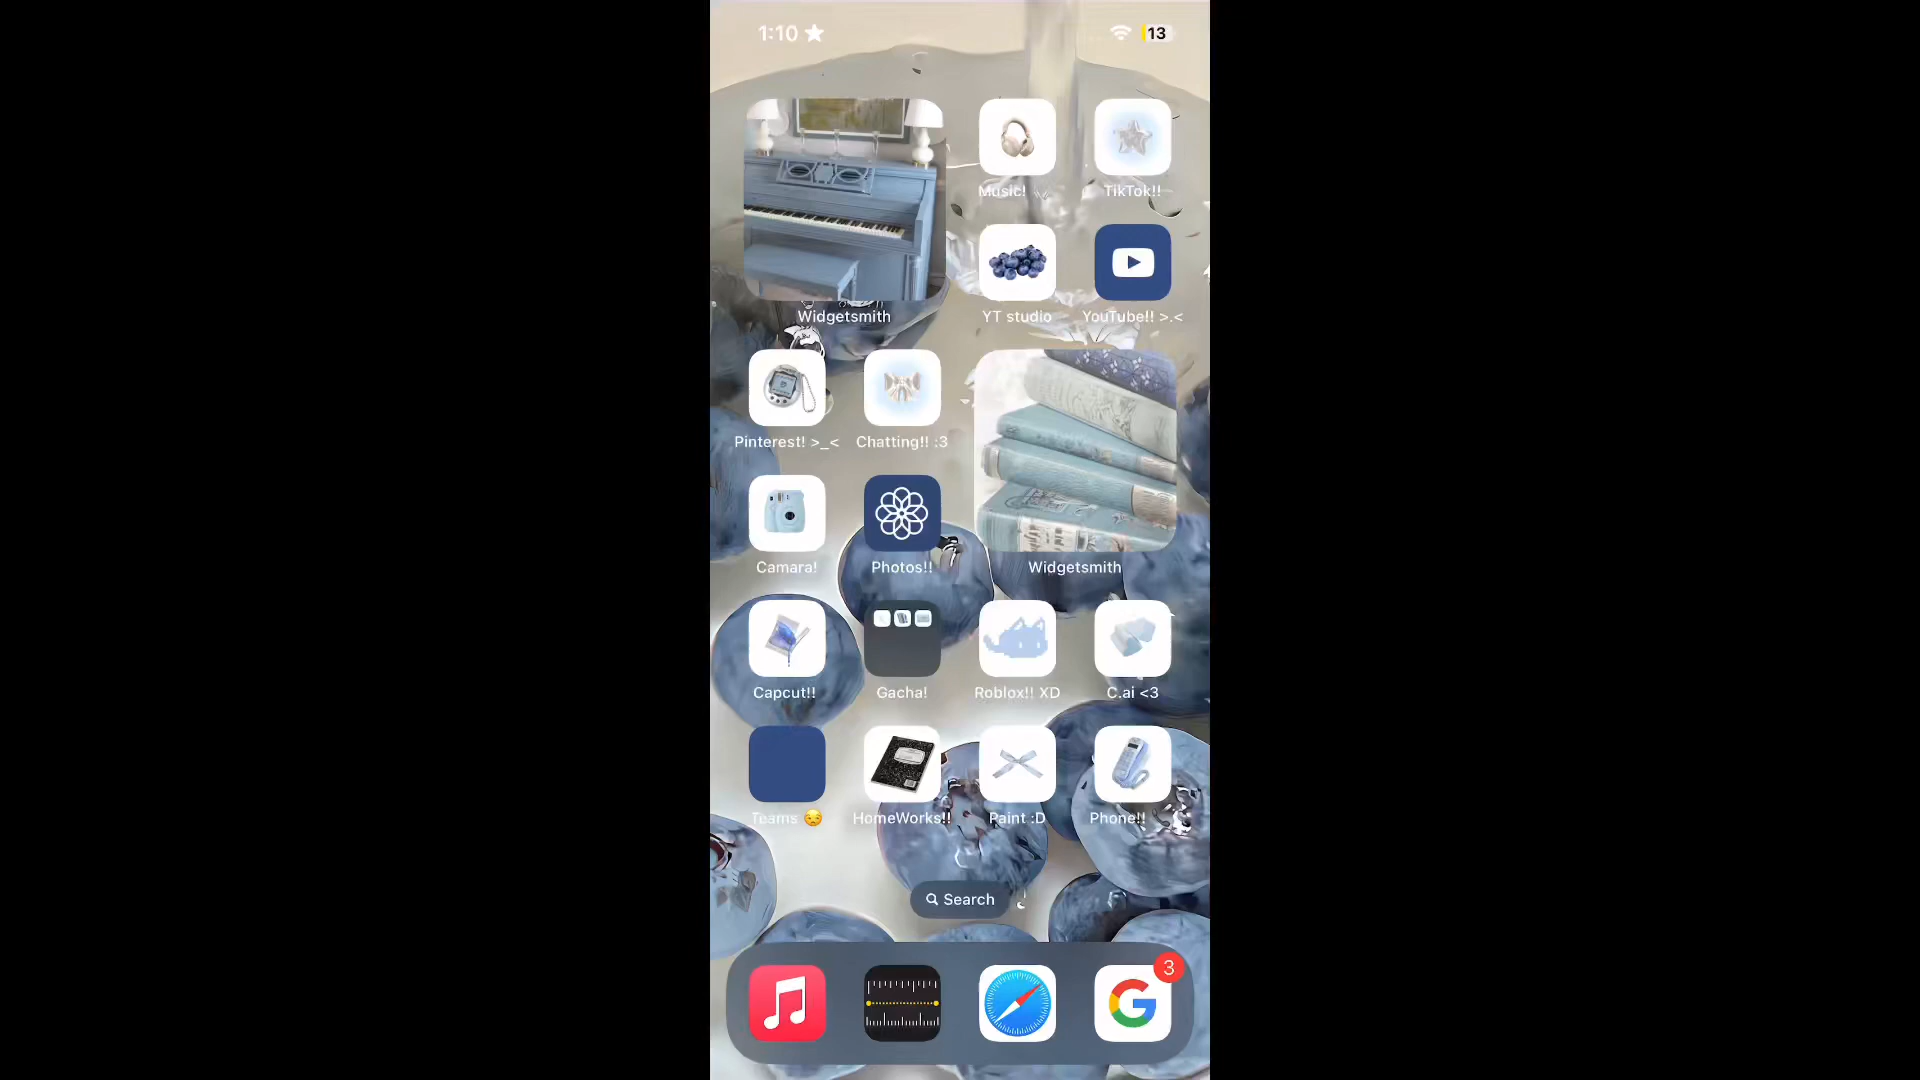 1:10
13
Music!
TikTok!!
Widgetsmith
YT studio
YouTube!! >.<
Pinterest! >_<
Chatting!! :3
Camara!
Photos!!
Widgetsmith
Capcut!!
Gacha!
Roblox!! XD
C.ai <3
Teams 😔
HomeWorks!!
Paint :D
Phone!!
Search
3
G